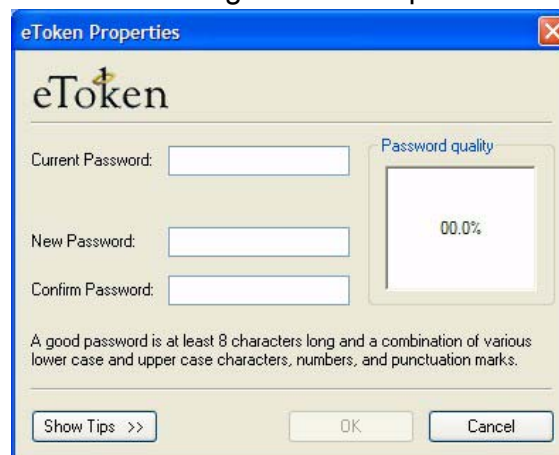 eToken Properties
eToken
Current Password:
Password quality
00.0%
New Password:
Confirm Password:
A good password is at least 8 characters long and a combination of various
lower case and upper case characters, numbers, and punctuation marks.
Show Tips >>
OK
Cancel